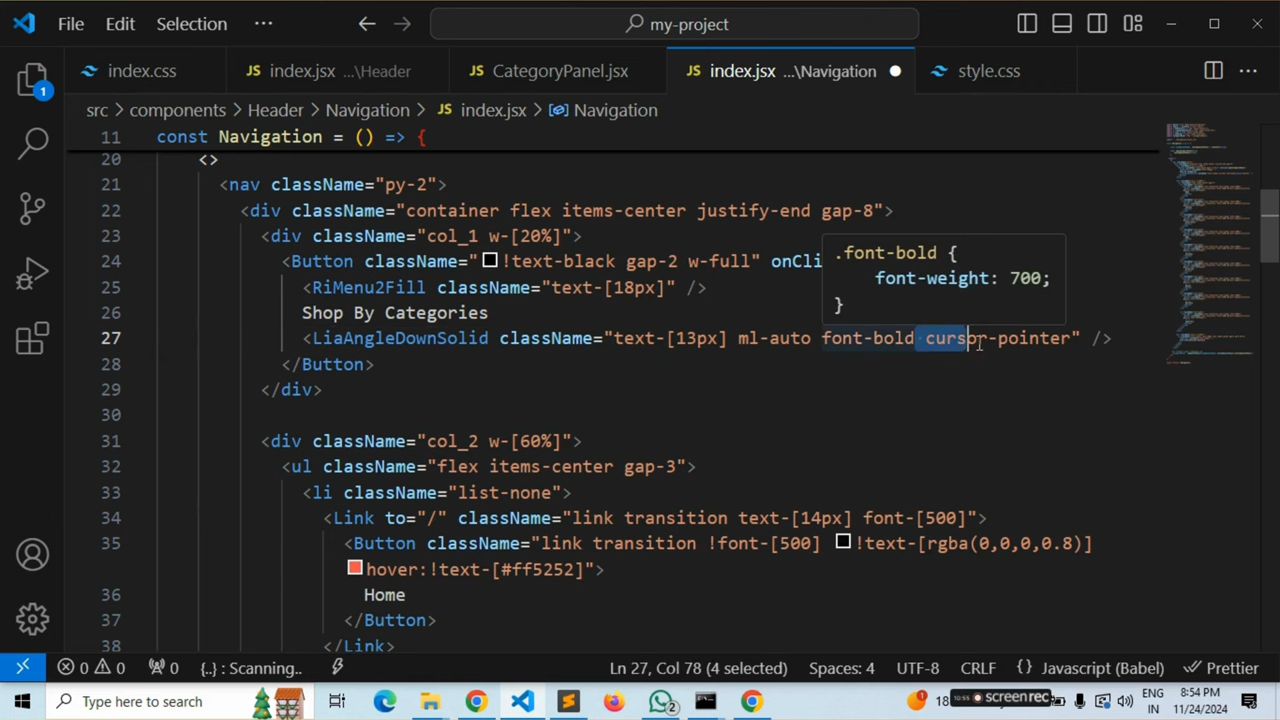 File Edit Selection ··· my-project
index.css index.jsx ...\Header CategoryPanel.jsx index.jsx ...\Navigation style.css ···
1
src > components > Header > Navigation > index.jsx > Navigation
11 const Navigation = () => {
20 <>
21 <nav className="py-2">
22 <div className="container flex items-center justify-end gap-8">
23 <div className="col_1 w-[20%]">
24 <Button className="!text-black gap-2 w-full" onCli
.font-bold {
font-weight: 700;
}
25 <RiMenu2Fill className="text-[18px]" />
26 Shop By Categories
27 <LiaAngleDownSolid className="text-[13px] ml-auto font-bold cursor-pointer" />
28 </Button>
29 </div>
30
31 <div className="col_2 w-[60%]">
32 <ul className="flex items-center gap-3">
33 <li className="list-none">
34 <Link to="/" className="link transition text-[14px] font-[500]">
35 <Button className="link transition !font-[500] !text-[rgba(0,0,0,0.8)]
hover:!text-[#ff5252]">
36 Home
37 </Button>
38 </Link>
0 0 0 {..} : Scanning.. Ln 27, Col 78 (4 selected) Spaces: 4 UTF-8 CRLF {} Javascript (Babel) Prettier
Type here to search 2 18 10:55 screen rec ENG 8:54 PM
IN 11/24/2024